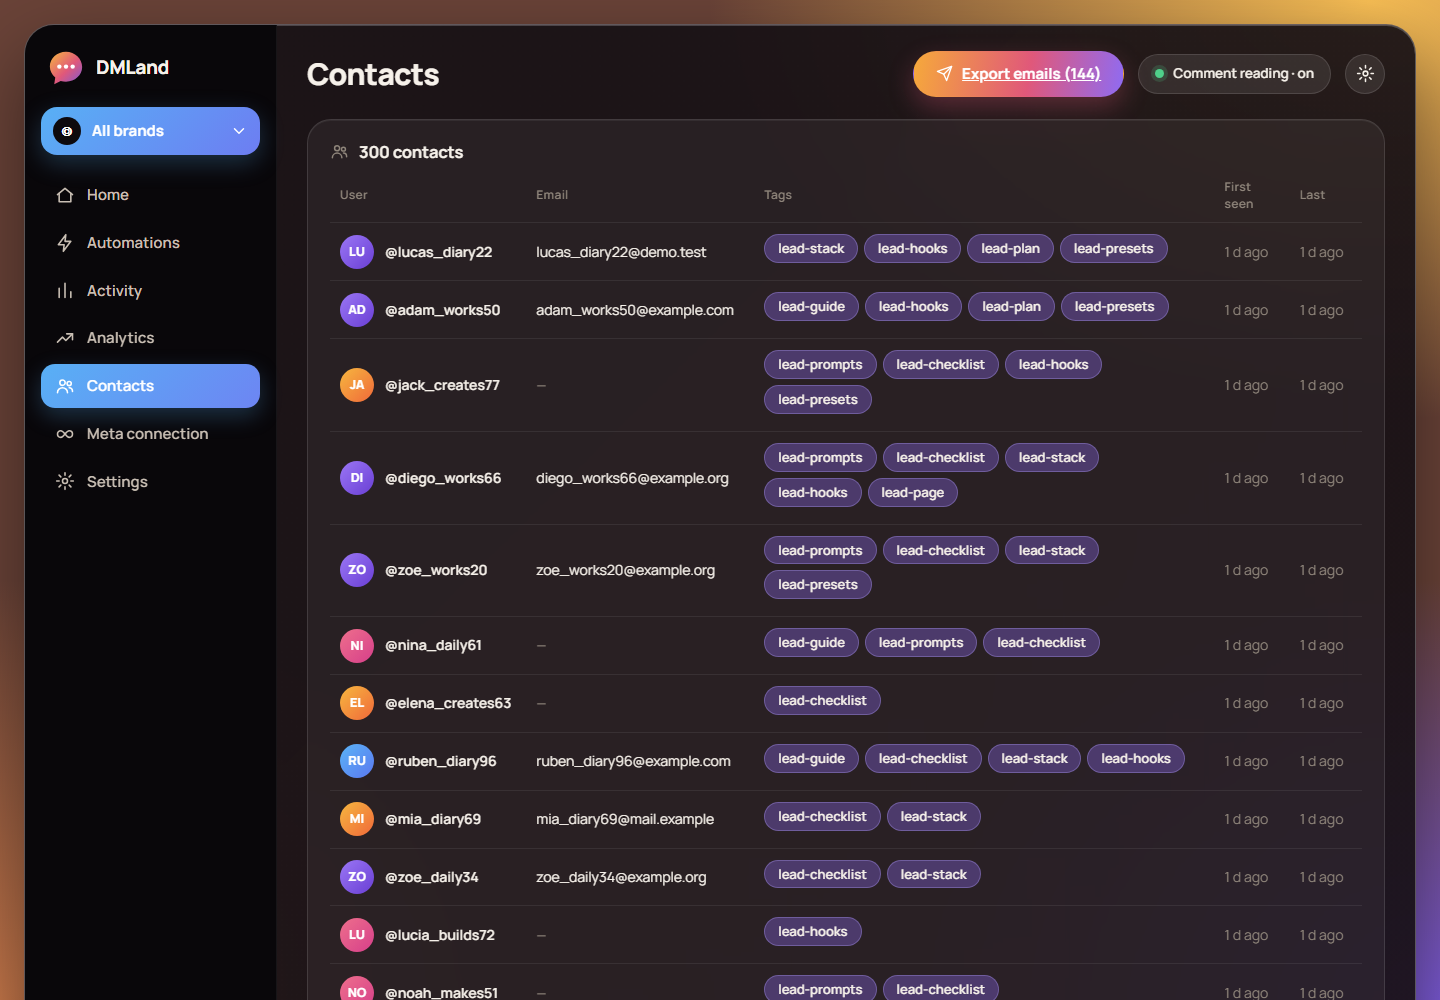 DMLand
All brands
Home
Automations
Activity
Analytics
Contacts
Meta connection
Settings
Contacts
Export emails (144)
Comment reading · on
300 contacts
User Email Tags First seen Last
LU @lucas_diary22 lucas_diary22@demo.test lead-stack lead-hooks lead-plan lead-presets 1 d ago 1 d ago
AD @adam_works50 adam_works50@example.com lead-guide lead-hooks lead-plan lead-presets 1 d ago 1 d ago
JA @jack_creates77 – lead-prompts lead-checklist lead-hooks 1 d ago 1 d ago
lead-presets
DI @diego_works66 diego_works66@example.org lead-prompts lead-checklist lead-stack 1 d ago 1 d ago
lead-hooks lead-page
ZO @zoe_works20 zoe_works20@example.org lead-prompts lead-checklist lead-stack 1 d ago 1 d ago
lead-presets
NI @nina_daily61 – lead-guide lead-prompts lead-checklist 1 d ago 1 d ago
EL @elena_creates63 – lead-checklist 1 d ago 1 d ago
RU @ruben_diary96 ruben_diary96@example.com lead-guide lead-checklist lead-stack lead-hooks 1 d ago 1 d ago
MI @mia_diary69 mia_diary69@mail.example lead-checklist lead-stack 1 d ago 1 d ago
ZO @zoe_daily34 zoe_daily34@example.org lead-checklist lead-stack 1 d ago 1 d ago
LU @lucia_builds72 – lead-hooks 1 d ago 1 d ago
NO @noah_makes51 – lead-prompts lead-checklist 1 d ago 1 d ago